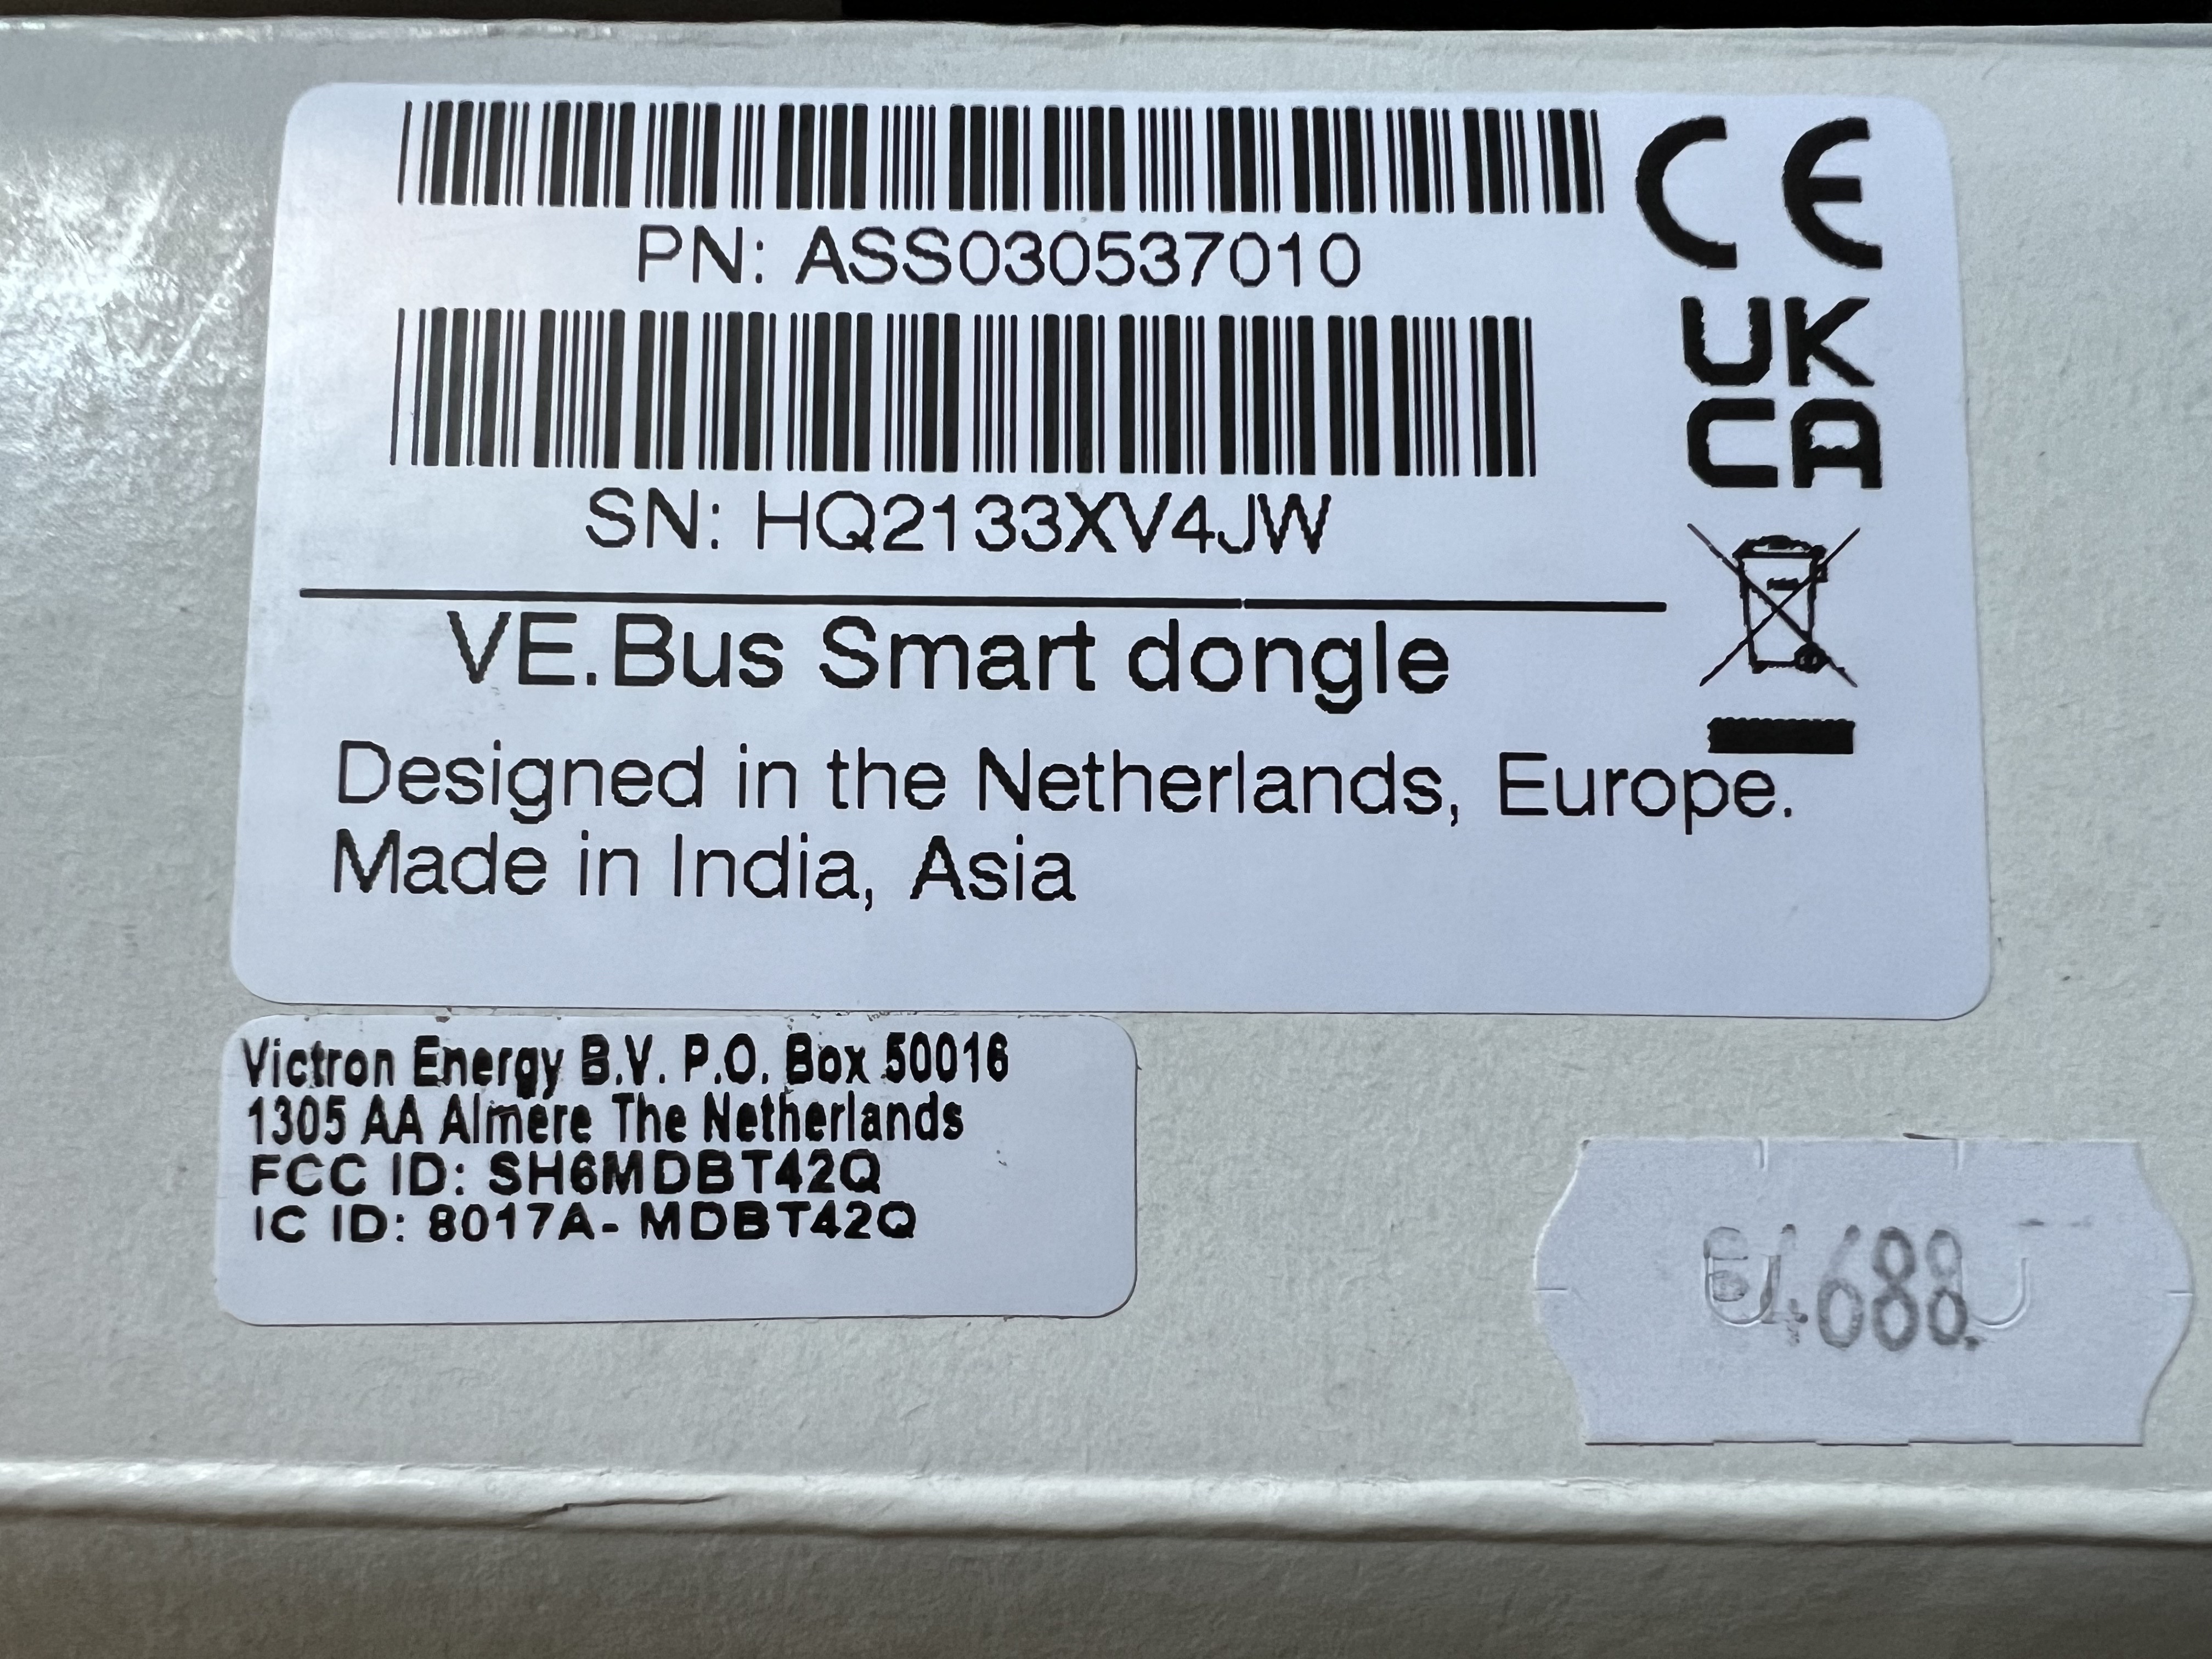 PN: ASS030537010
CE
UK
CA
SN: HQ2133XV4JW
VE.Bus Smart dongle
Designed in the Netherlands, Europe.
Made in India, Asia
Victron Energy B.V. P.O. Box 50016
1305 AA Almere The Netherlands
FCC ID: SH6MDBT42Q
IC ID: 8017A- MDBT42Q